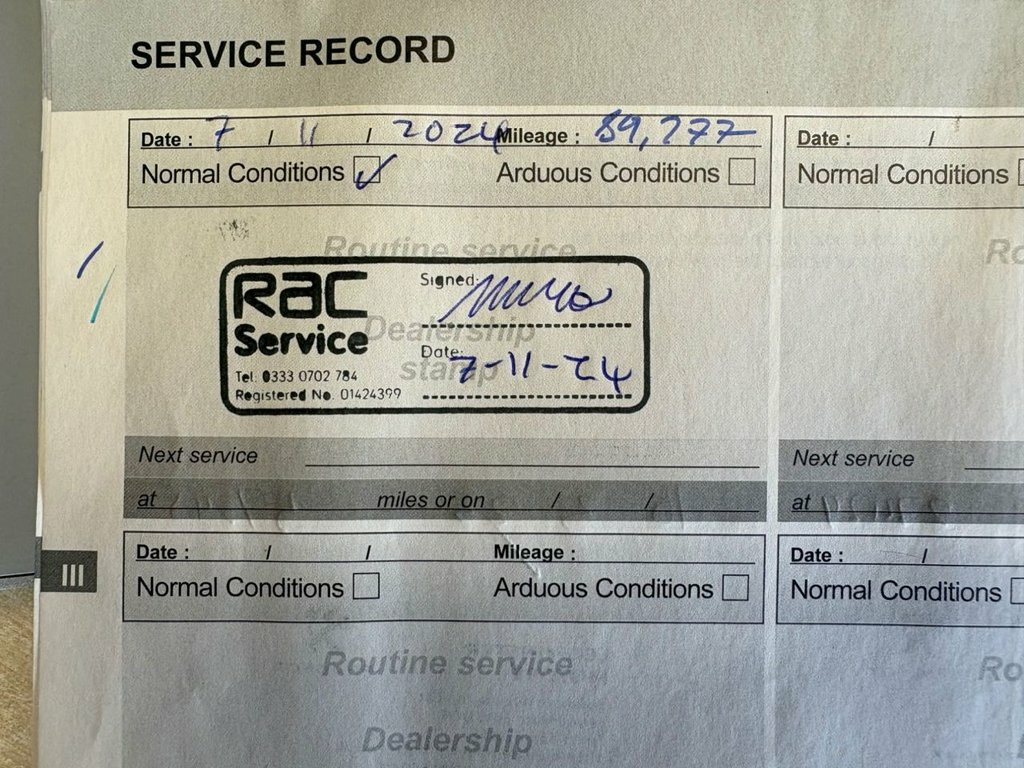 SERVICE RECORD
Date : 7 / 11 / 2024 Mileage : 89,777
Normal Conditions Arduous Conditions
Date : /
Normal Conditions
Routine service
Dealership
stamp
RAC
Service
Tel: 0333 0702 784
Registered No. 01424399
Signed:
Date: 7-11-24
Next service
at miles or on / /
Next service
at
III
Date : / / Mileage :
Normal Conditions Arduous Conditions
Date : /
Normal Conditions
Routine service
Dealership